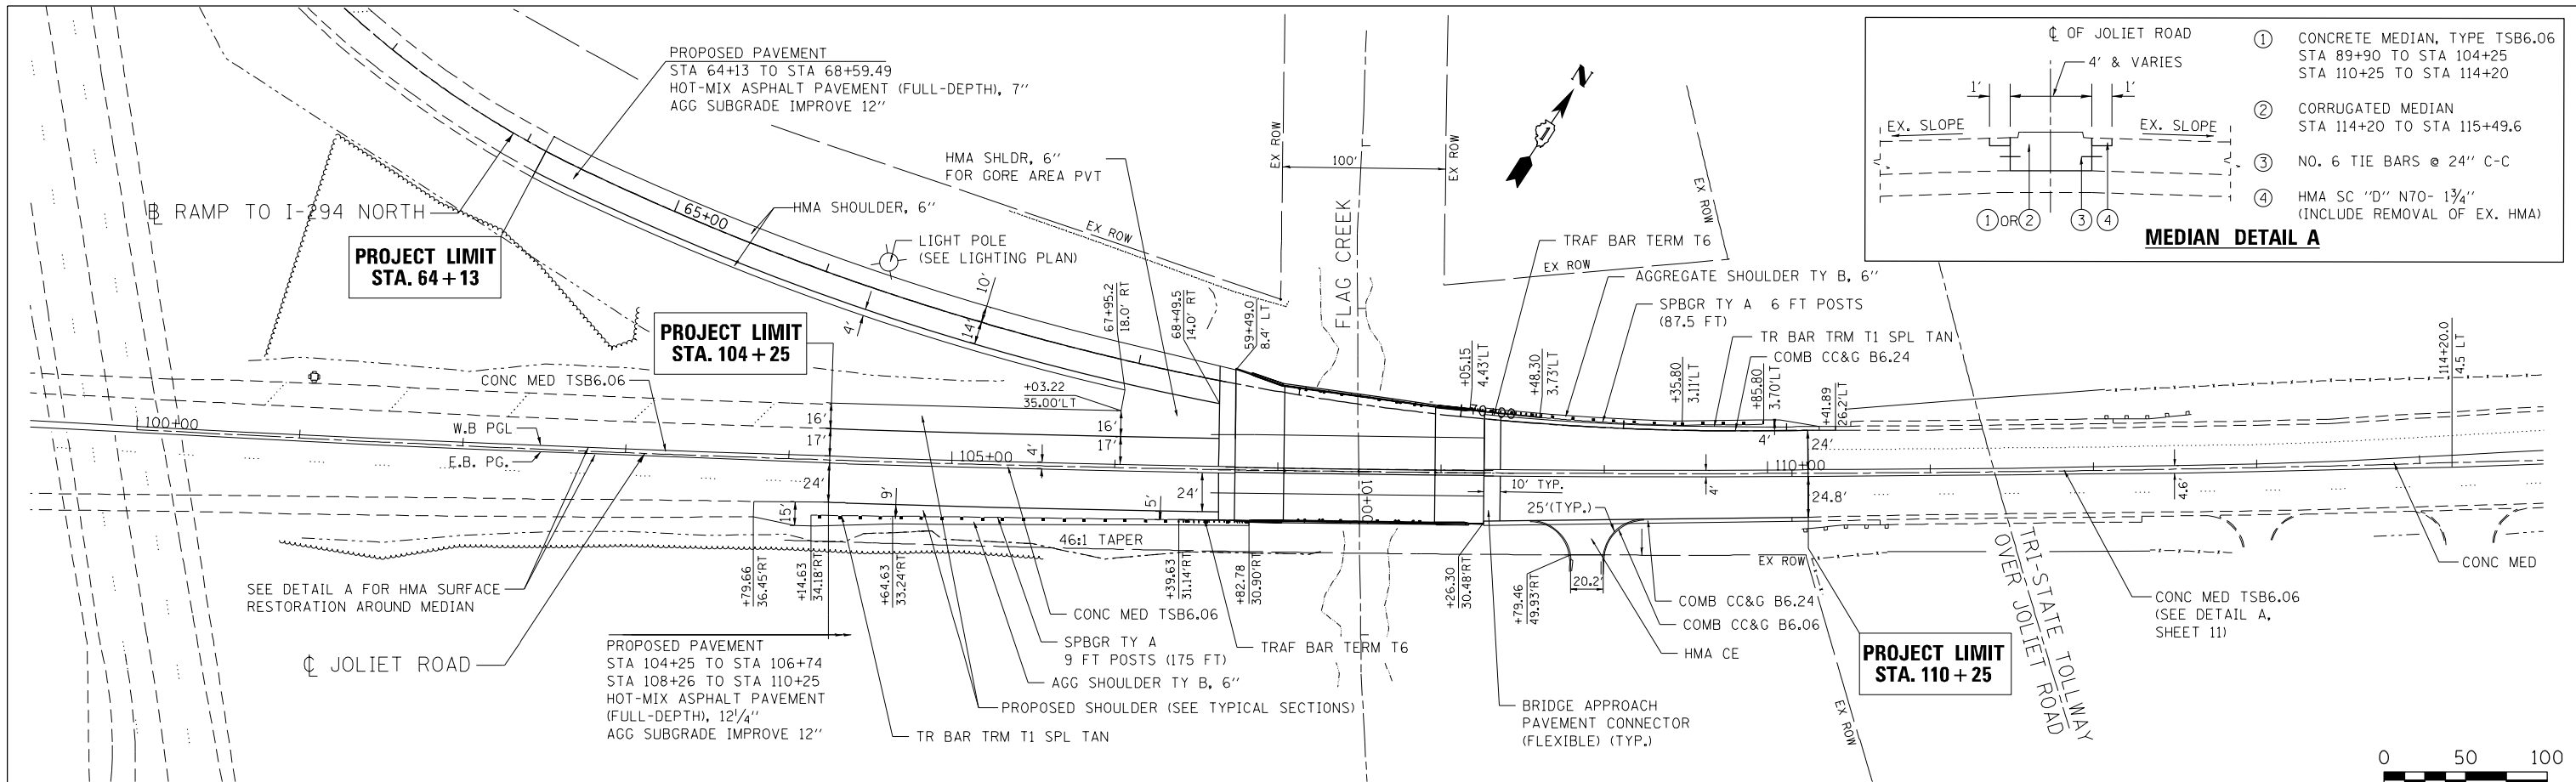 PROPOSED PAVEMENT
STA 64+13 TO STA 68+59.49
HOT-MIX ASPHALT PAVEMENT (FULL-DEPTH), 7"
AGG SUBGRADE IMPROVE 12"
HMA SHLDR, 6"
FOR GORE AREA PVT
℄ OF JOLIET ROAD
4' & VARIES
1'
1'
EX. SLOPE
EX. SLOPE
① OR ②
③ ④
MEDIAN DETAIL A
① CONCRETE MEDIAN, TYPE TSB6.06
STA 89+90 TO STA 104+25
STA 110+25 TO STA 114+20
② CORRUGATED MEDIAN
STA 114+20 TO STA 115+49.6
③ NO. 6 TIE BARS @ 24" C-C
④ HMA SC "D" N70- 1¾"
(INCLUDE REMOVAL OF EX. HMA)
N
EX ROW
100'
EX ROW
EX ROW
EX ROW
EX ROW
FLAG CREEK
B RAMP TO I-294 NORTH
PROJECT LIMIT
STA. 64+13
65+00
HMA SHOULDER, 6"
LIGHT POLE
(SEE LIGHTING PLAN)
10'
14'
4'
67+95.2
18.0' RT
68+49.5
14.0' RT
59+49.0
8.4' LT
TRAF BAR TERM T6
AGGREGATE SHOULDER TY B, 6"
SPBGR TY A 6 FT POSTS
(87.5 FT)
TR BAR TRM T1 SPL TAN
COMB CC&G B6.24
+05.15
4.43'LT
+48.30
3.73'LT
+35.80
3.11'LT
+85.80
3.70'LT
+41.89
26.2'LT
114+20.0
4.5 LT
PROJECT LIMIT
STA. 104+25
CONC MED TSB6.06
+03.22
35.00'LT
100+00
W.B PGL
E.B. PG.
16'
17'
24'
16'
17'
105+00
4'
24'
70+00
4'
24'
110+00
4'
24.8'
4.6'
10' TYP.
25'(TYP.)
10+00
15'
9'
5'
46:1 TAPER
+79.66
36.45'RT
+14.63
34.18'RT
+64.63
33.24'RT
+39.63
31.14'RT
+82.78
30.90'RT
+26.30
30.48'RT
+79.46
49.93'RT
20.2'
EX ROW
SEE DETAIL A FOR HMA SURFACE
RESTORATION AROUND MEDIAN
℄ JOLIET ROAD
PROPOSED PAVEMENT
STA 104+25 TO STA 106+74
STA 108+26 TO STA 110+25
HOT-MIX ASPHALT PAVEMENT
(FULL-DEPTH), 12¼"
AGG SUBGRADE IMPROVE 12"
CONC MED TSB6.06
SPBGR TY A
9 FT POSTS (175 FT)
TRAF BAR TERM T6
AGG SHOULDER TY B, 6"
PROPOSED SHOULDER (SEE TYPICAL SECTIONS)
TR BAR TRM T1 SPL TAN
COMB CC&G B6.24
COMB CC&G B6.06
HMA CE
BRIDGE APPROACH
PAVEMENT CONNECTOR
(FLEXIBLE) (TYP.)
PROJECT LIMIT
STA. 110+25
EX ROW
TRI-STATE TOLLWAY
OVER JOLIET ROAD
CONC MED
CONC MED TSB6.06
(SEE DETAIL A,
SHEET 11)
0 50 100